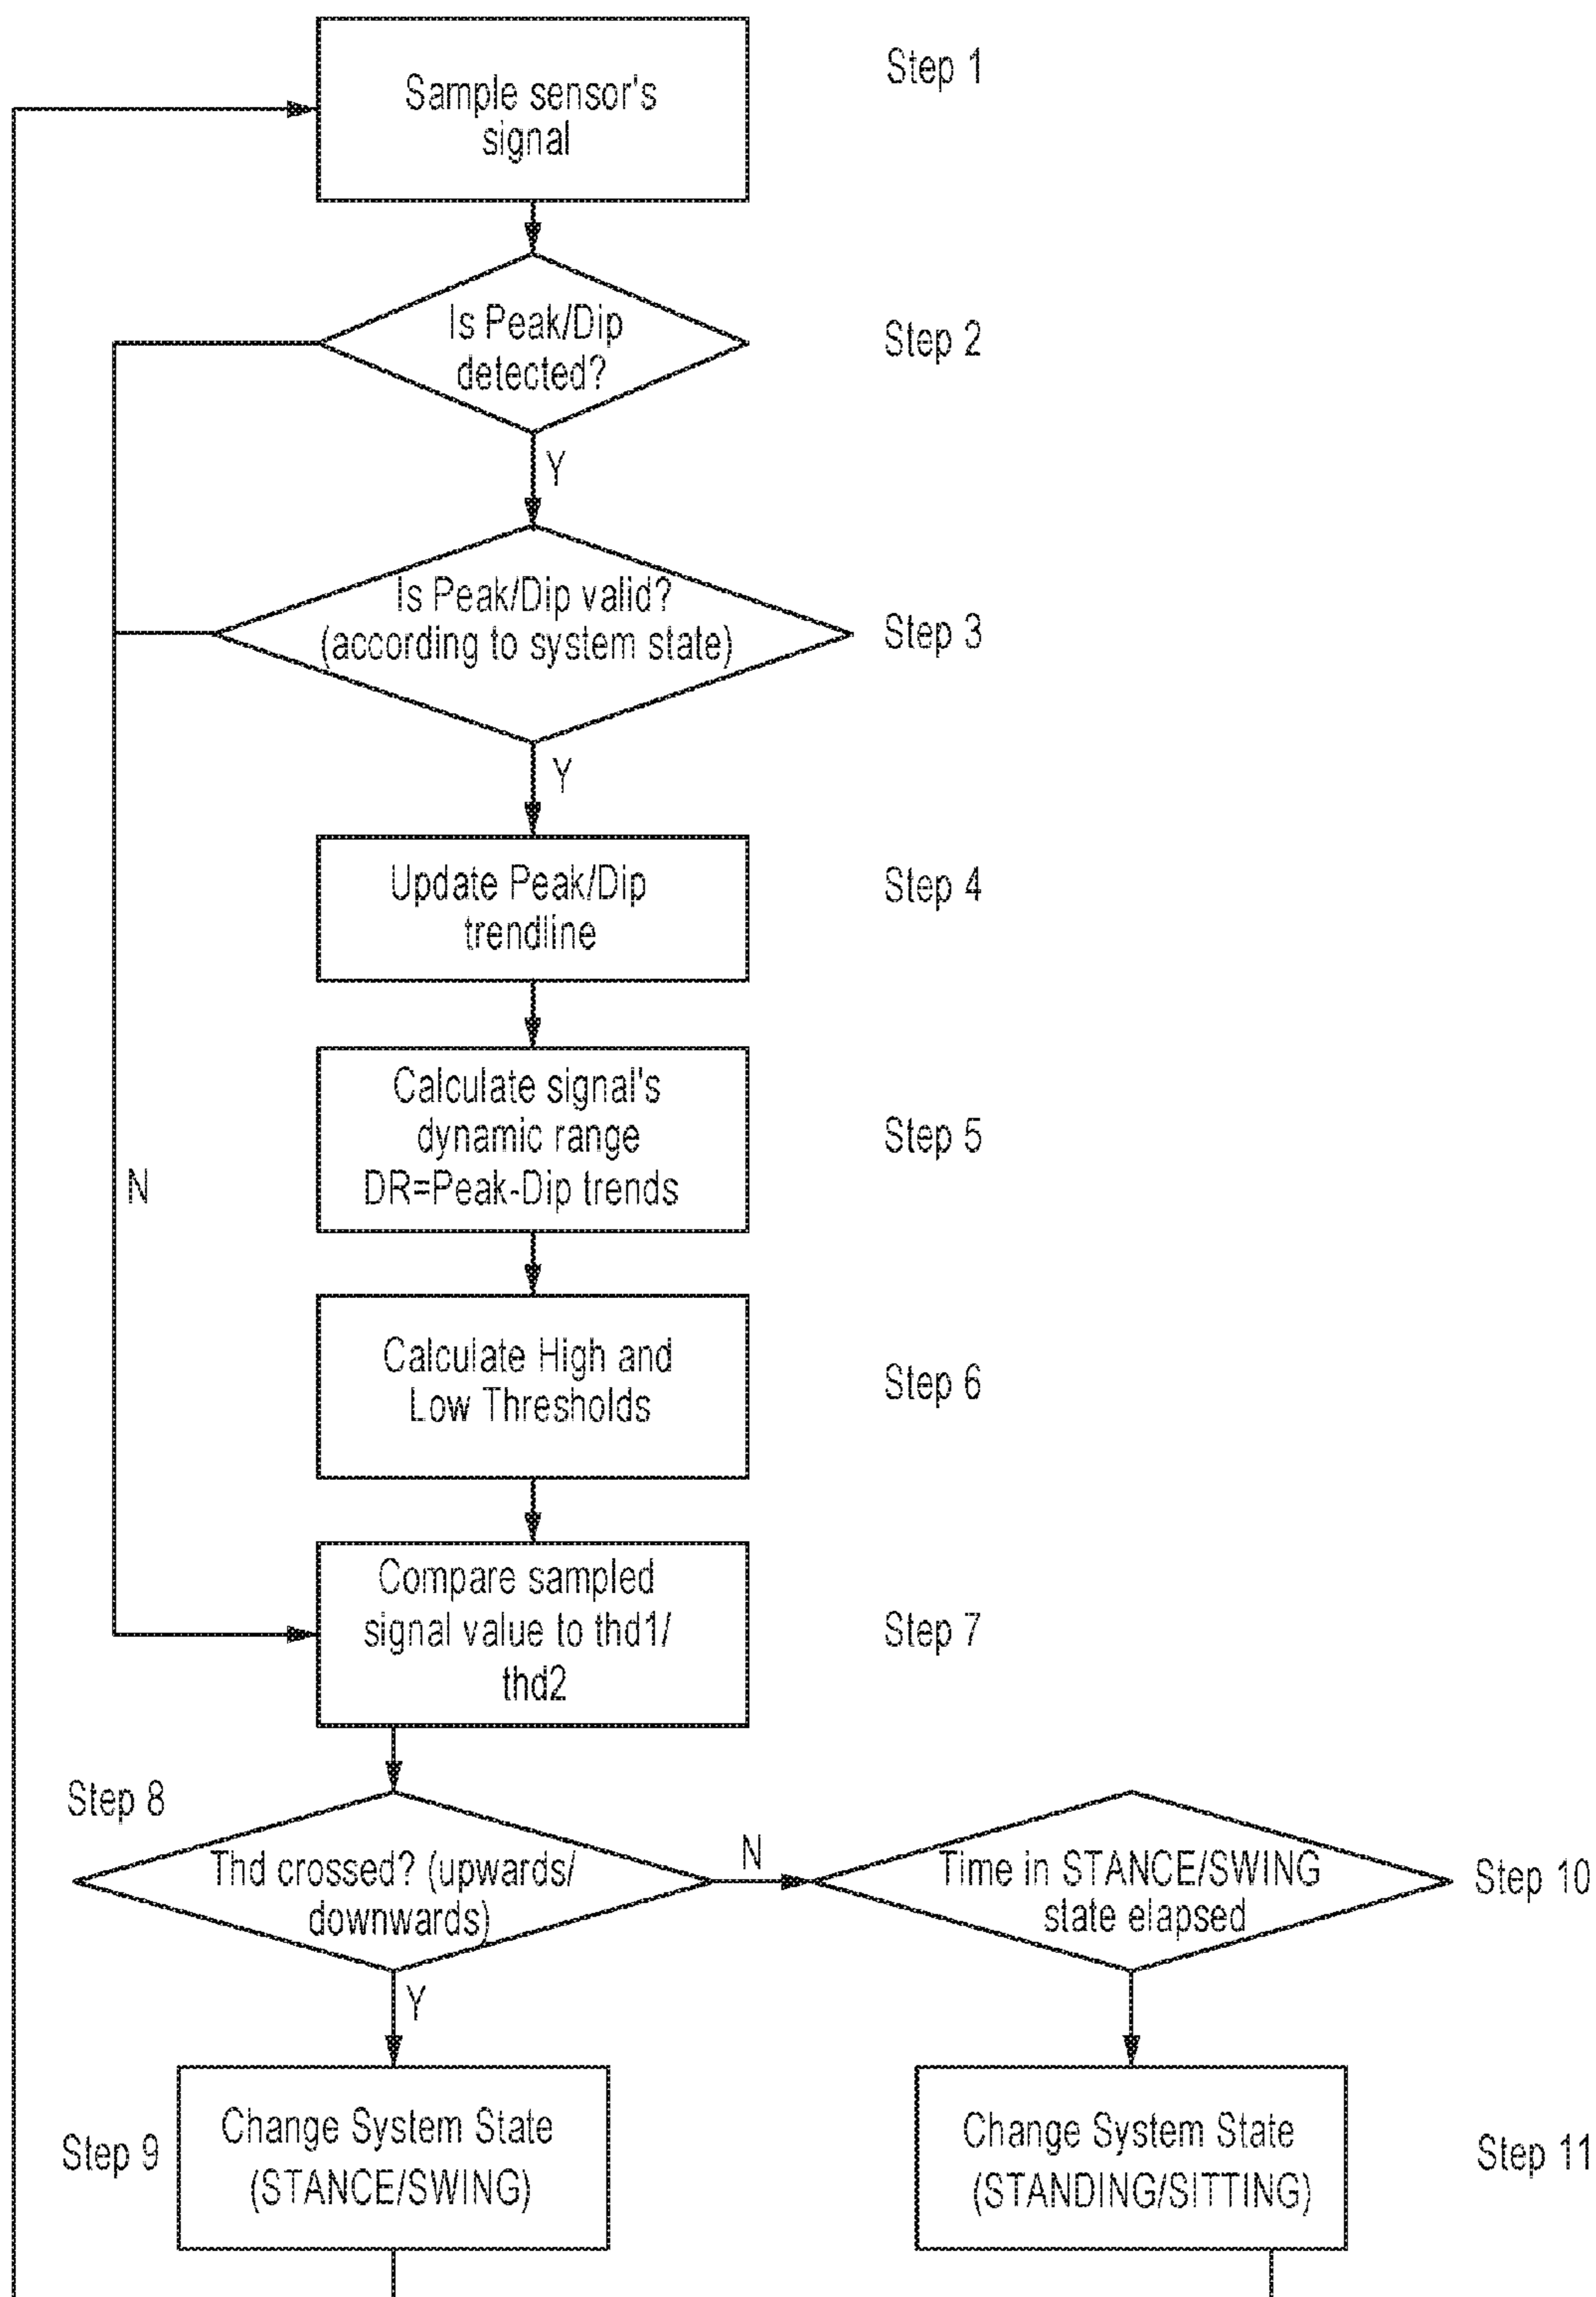 Sample sensor's
signal
Step 1
Is Peak/Dip
detected?
Step 2
Y
Is Peak/Dip valid?
(according to system state)
Step 3
Y
Update Peak/Dip
trendline
Step 4
Calculate signal's
dynamic range
DR=Peak-Dip trends
Step 5
N
Calculate High and
Low Thresholds
Step 6
Compare sampled
signal value to thd1/
thd2
Step 7
Step 8
Thd crossed? (upwards/
downwards)
N
Time in STANCE/SWING
state elapsed
Step 10
Y
Step 9
Change System State
(STANCE/SWING)
Change System State
(STANDING/SITTING)
Step 11